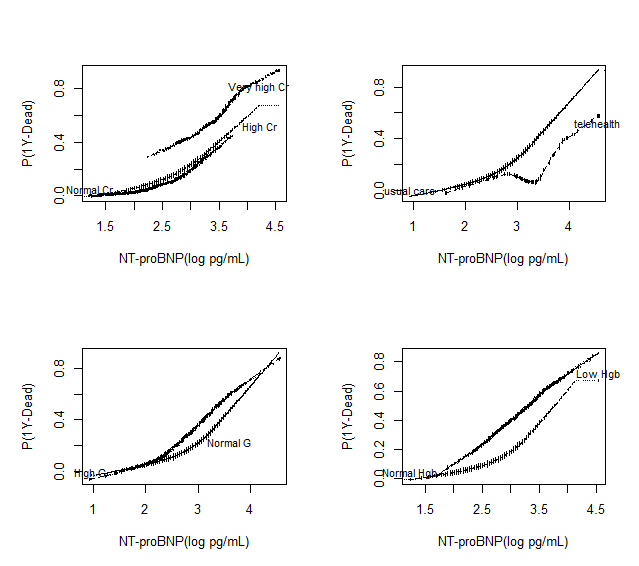 P(1Y-Dead)
0.0 0.4 0.8
Very high Cr
High Cr
Normal Cr
1.5 2.5 3.5 4.5
NT-proBNP(log pg/mL)
P(1Y-Dead)
0.0 0.4 0.8
telehealth
usual care
1 2 3 4
NT-proBNP(log pg/mL)
P(1Y-Dead)
0.0 0.4 0.8
Normal G
High G
1 2 3 4
NT-proBNP(log pg/mL)
P(1Y-Dead)
0.0 0.2 0.4 0.6 0.8
Low Hgb
Normal Hgb
1.5 2.5 3.5 4.5
NT-proBNP(log pg/mL)